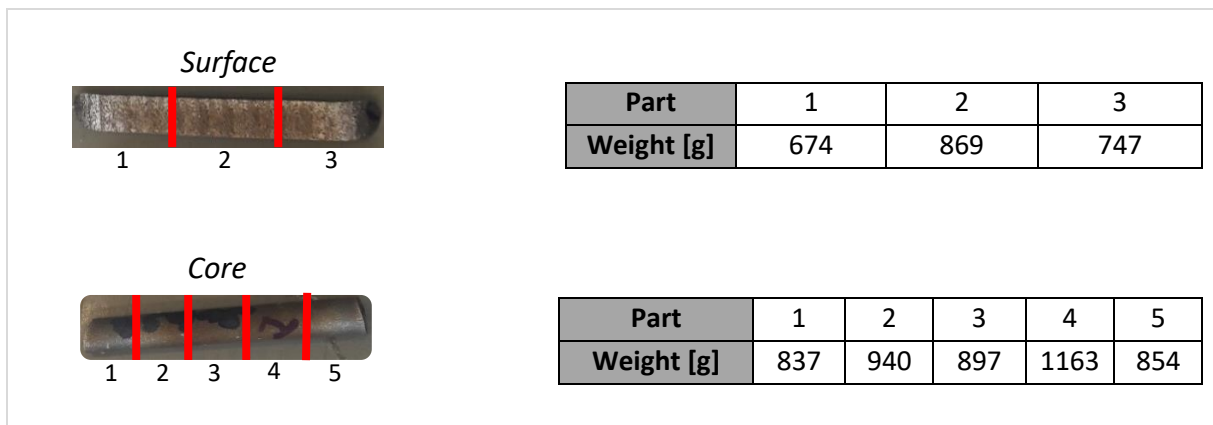 Surface
1 2 3
Part 1 2 3
Weight [g] 674 869 747
Core
1 2 3 4 5
Part 1 2 3 4 5
Weight [g] 837 940 897 1163 854